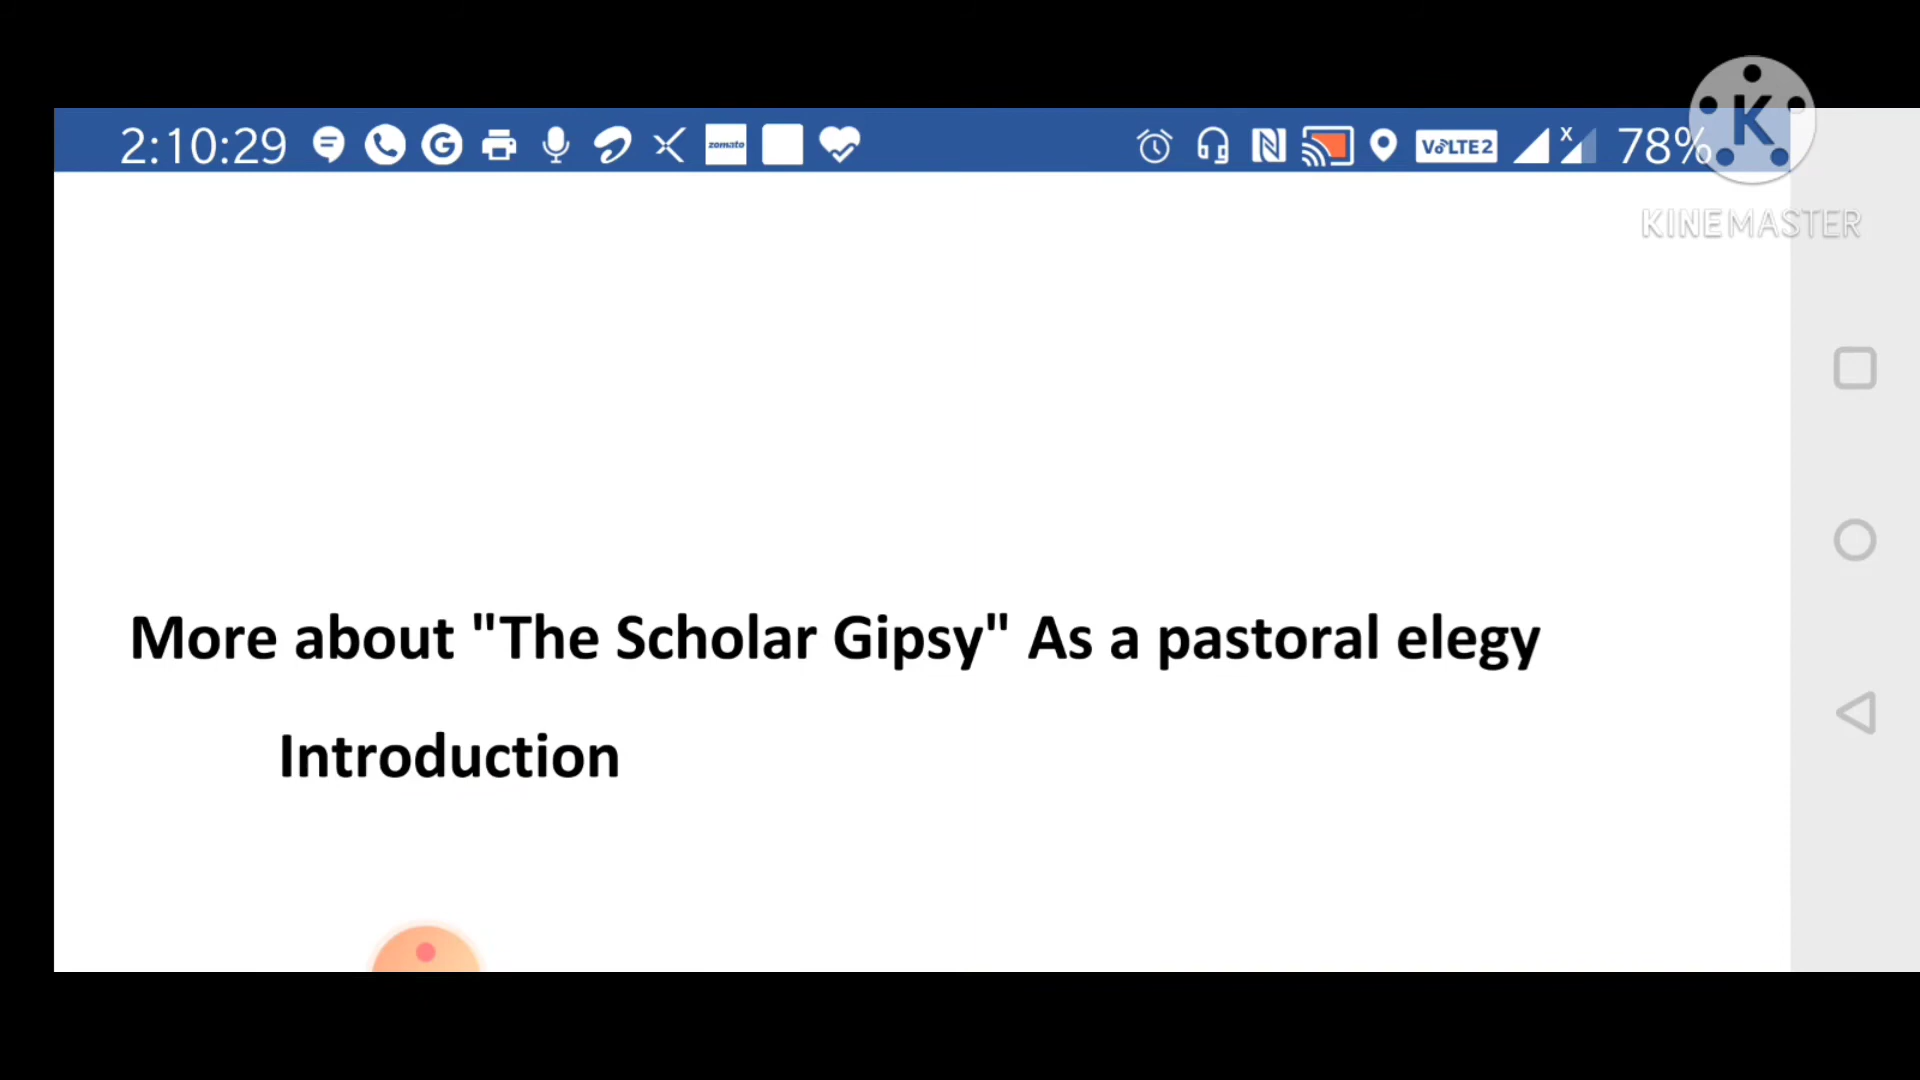 2:10:29 zomato VoLTE2 x 78%
K
KINEMASTER
More about "The Scholar Gipsy" As a pastoral elegy
Introduction